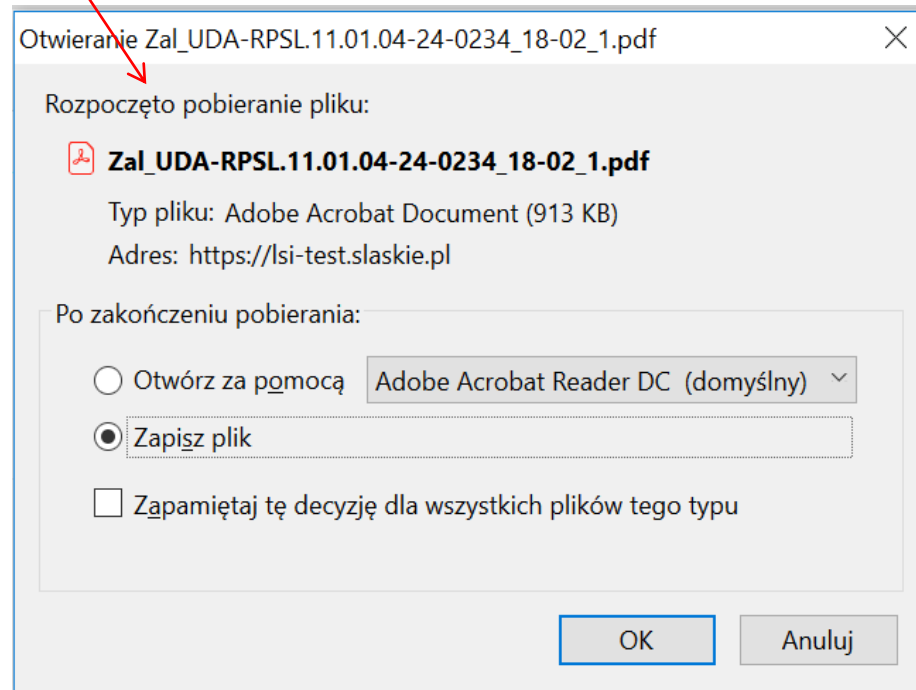 Otwieranie Zal_UDA-RPSL.11.01.04-24-0234_18-02_1.pdf
Rozpoczęto pobieranie pliku:
Zal_UDA-RPSL.11.01.04-24-0234_18-02_1.pdf
Typ pliku: Adobe Acrobat Document (913 KB)
Adres: https://lsi-test.slaskie.pl
Po zakończeniu pobierania:
Otwórz za pomocą Adobe Acrobat Reader DC (domyślny)
Zapisz plik
Zapamiętaj tę decyzję dla wszystkich plików tego typu
OK Anuluj